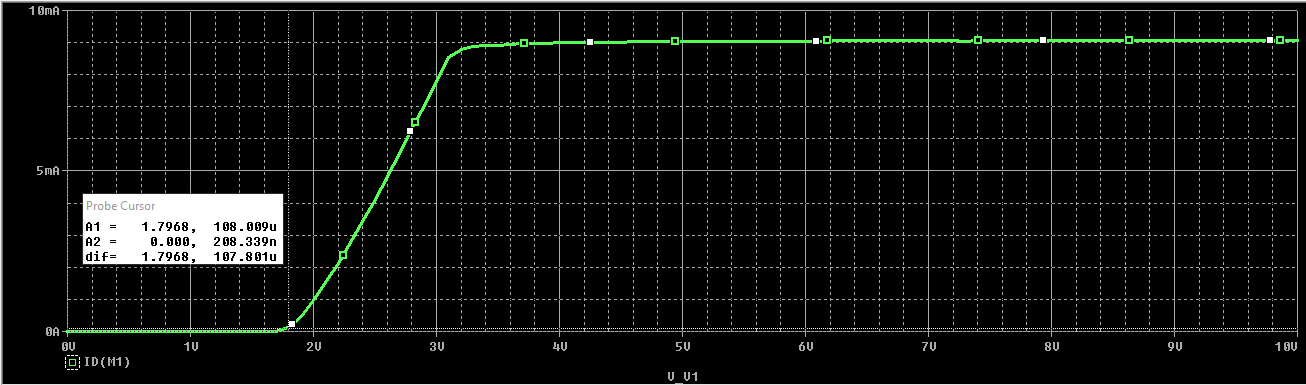 10mA
5mA
Probe Cursor
A1 = 1.7968, 108.009u
A2 = 0.000, 208.339n
dif= 1.7968, 107.801u
0A
0V 1V 2V 3V 4V 5V 6V 7V 8V 9V 10V
ID(M1)
V_V1